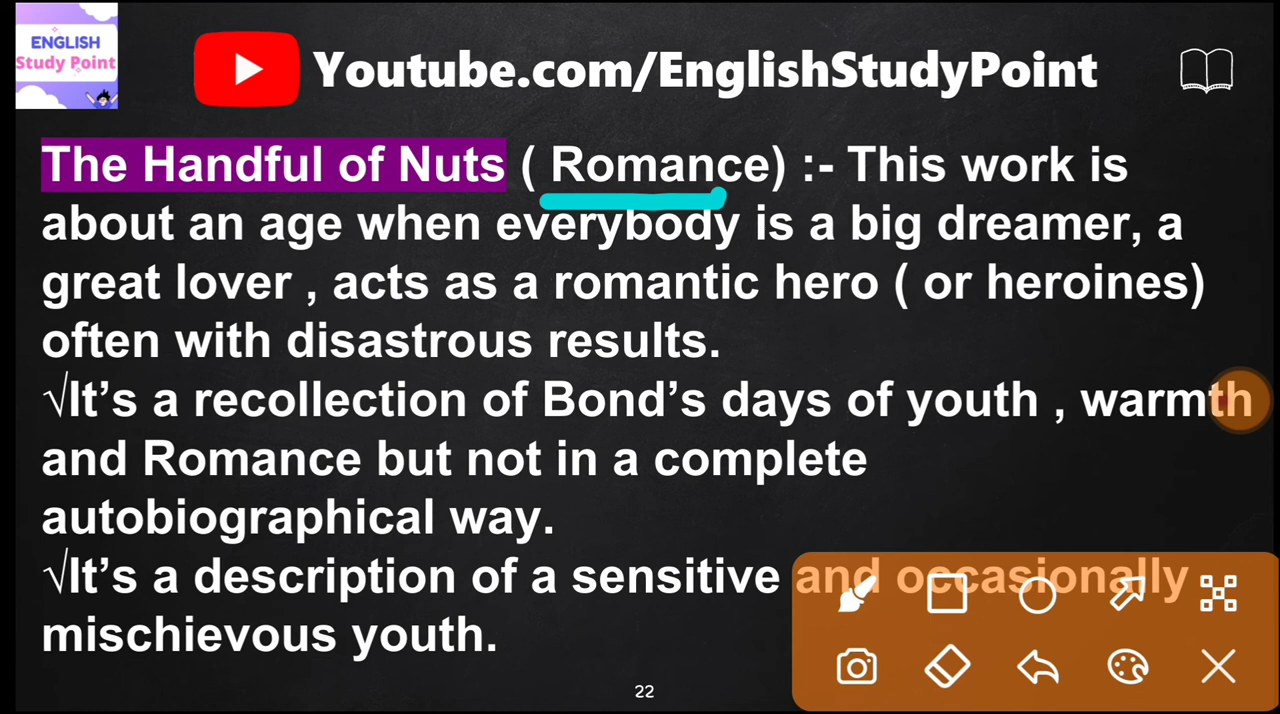 ENGLISH
Study Point
Youtube.com/EnglishStudyPoint
The Handful of Nuts ( Romance) :- This work is
about an age when everybody is a big dreamer, a
great lover , acts as a romantic hero ( or heroines)
often with disastrous results.
√It’s a recollection of Bond’s days of youth , warmth
and Romance but not in a complete
autobiographical way.
√It’s a description of a sensitive and occasionally
mischievous youth.
22